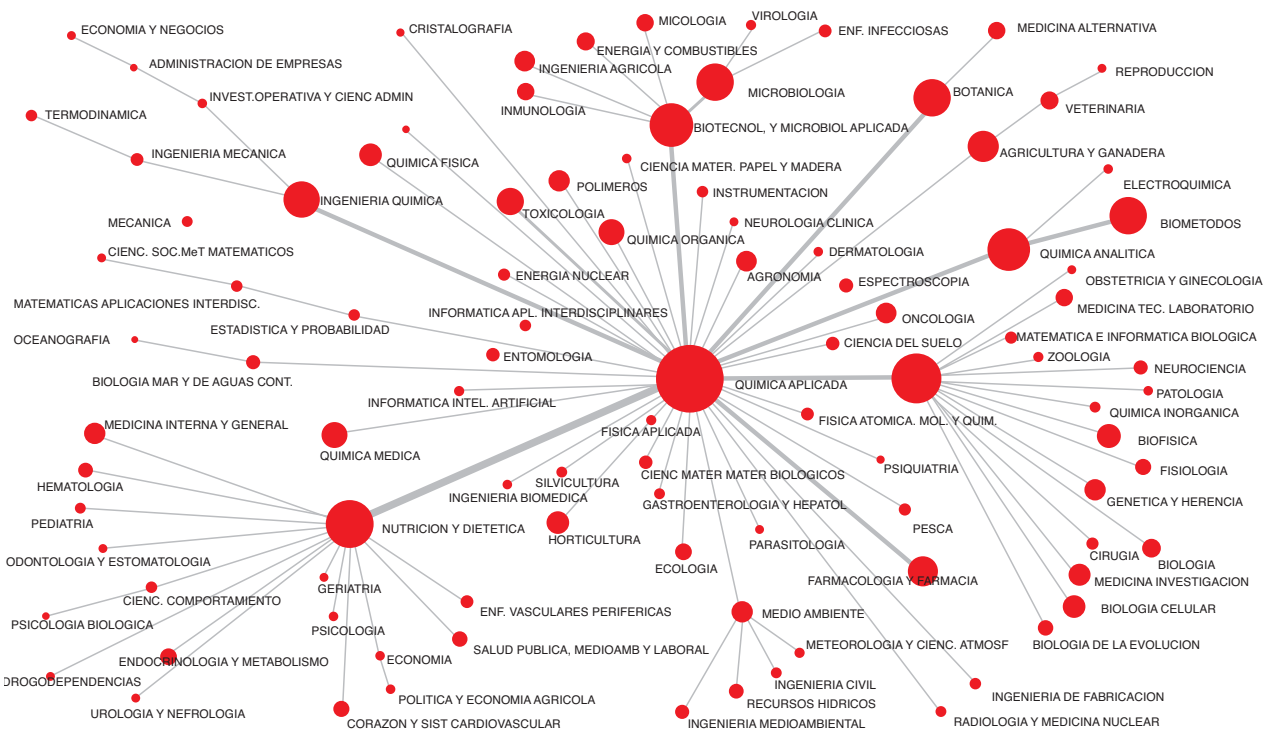 ECONOMIA Y NEGOCIOS
CRISTALOGRAFIA
MICOLOGIA
VIROLOGIA
ENF. INFECCIOSAS
MEDICINA ALTERNATIVA
ADMINISTRACION DE EMPRESAS
ENERGIA Y COMBUSTIBLES
INGENIERIA AGRICOLA
REPRODUCCION
INVEST.OPERATIVA Y CIENC ADMIN
INMUNOLOGIA
MICROBIOLOGIA
BOTANICA
VETERINARIA
TERMODINAMICA
BIOTECNOL, Y MICROBIOL APLICADA
INGENIERIA MECANICA
QUIMICA FISICA
CIENCIA MATER. PAPEL Y MADERA
AGRICULTURA Y GANADERA
POLIMEROS
INSTRUMENTACION
ELECTROQUIMICA
INGENIERIA QUIMICA
TOXICOLOGIA
NEUROLOGIA CLINICA
BIOMETODOS
MECANICA
QUIMICA ORGANICA
CIENC. SOC.MeT MATEMATICOS
DERMATOLOGIA
QUIMICA ANALITICA
ENERGIA NUCLEAR
AGRONOMIA
ESPECTROSCOPIA
OBSTETRICIA Y GINECOLOGIA
MATEMATICAS APLICACIONES INTERDISC.
INFORMATICA APL. INTERDISCIPLINARES
ONCOLOGIA
MEDICINA TEC. LABORATORIO
ESTADISTICA Y PROBABILIDAD
OCEANOGRAFIA
CIENCIA DEL SUELO
MATEMATICA E INFORMATICA BIOLOGICA
ENTOMOLOGIA
ZOOLOGIA
NEUROCIENCIA
BIOLOGIA MAR Y DE AGUAS CONT.
QUIMICA APLICADA
PATOLOGIA
INFORMATICA INTEL. ARTIFICIAL
QUIMICA INORGANICA
MEDICINA INTERNA Y GENERAL
FISICA APLICADA
FISICA ATOMICA. MOL. Y QUIM.
BIOFISICA
QUIMICA MEDICA
HEMATOLOGIA
SILVICULTURA
CIENC MATER MATER BIOLOGICOS
PSIQUIATRIA
FISIOLOGIA
INGENIERIA BIOMEDICA
GASTROENTEROLOGIA Y HEPATOL
GENETICA Y HERENCIA
PEDIATRIA
NUTRICION Y DIETETICA
HORTICULTURA
PARASITOLOGIA
PESCA
ODONTOLOGIA Y ESTOMATOLOGIA
ECOLOGIA
CIRUGIA
BIOLOGIA
GERIATRIA
FARMACOLOGIA Y FARMACIA
MEDICINA INVESTIGACION
CIENC. COMPORTAMIENTO
ENF. VASCULARES PERIFERICAS
MEDIO AMBIENTE
BIOLOGIA CELULAR
PSICOLOGIA BIOLOGICA
PSICOLOGIA
SALUD PUBLICA, MEDIOAMB Y LABORAL
METEOROLOGIA Y CIENC. ATMOSF
BIOLOGIA DE LA EVOLUCION
ENDOCRINOLOGIA Y METABOLISMO
ECONOMIA
DROGODEPENDENCIAS
INGENIERIA CIVIL
POLITICA Y ECONOMIA AGRICOLA
INGENIERIA DE FABRICACION
RECURSOS HIDRICOS
UROLOGIA Y NEFROLOGIA
CORAZON Y SIST CARDIOVASCULAR
INGENIERIA MEDIOAMBIENTAL
RADIOLOGIA Y MEDICINA NUCLEAR